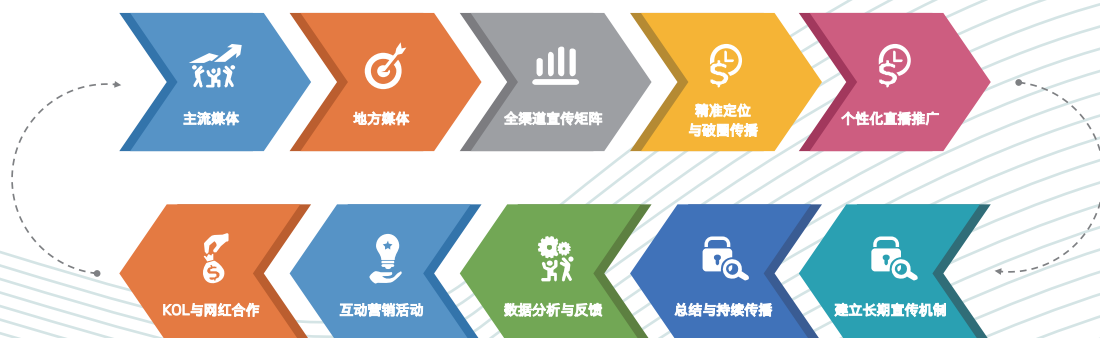 主流媒体
地方媒体
全渠道宣传矩阵
精准定位
与破圈传播
个性化直播推广
KOL与网红合作
互动营销活动
数据分析与反馈
总结与持续传播
建立长期宣传机制